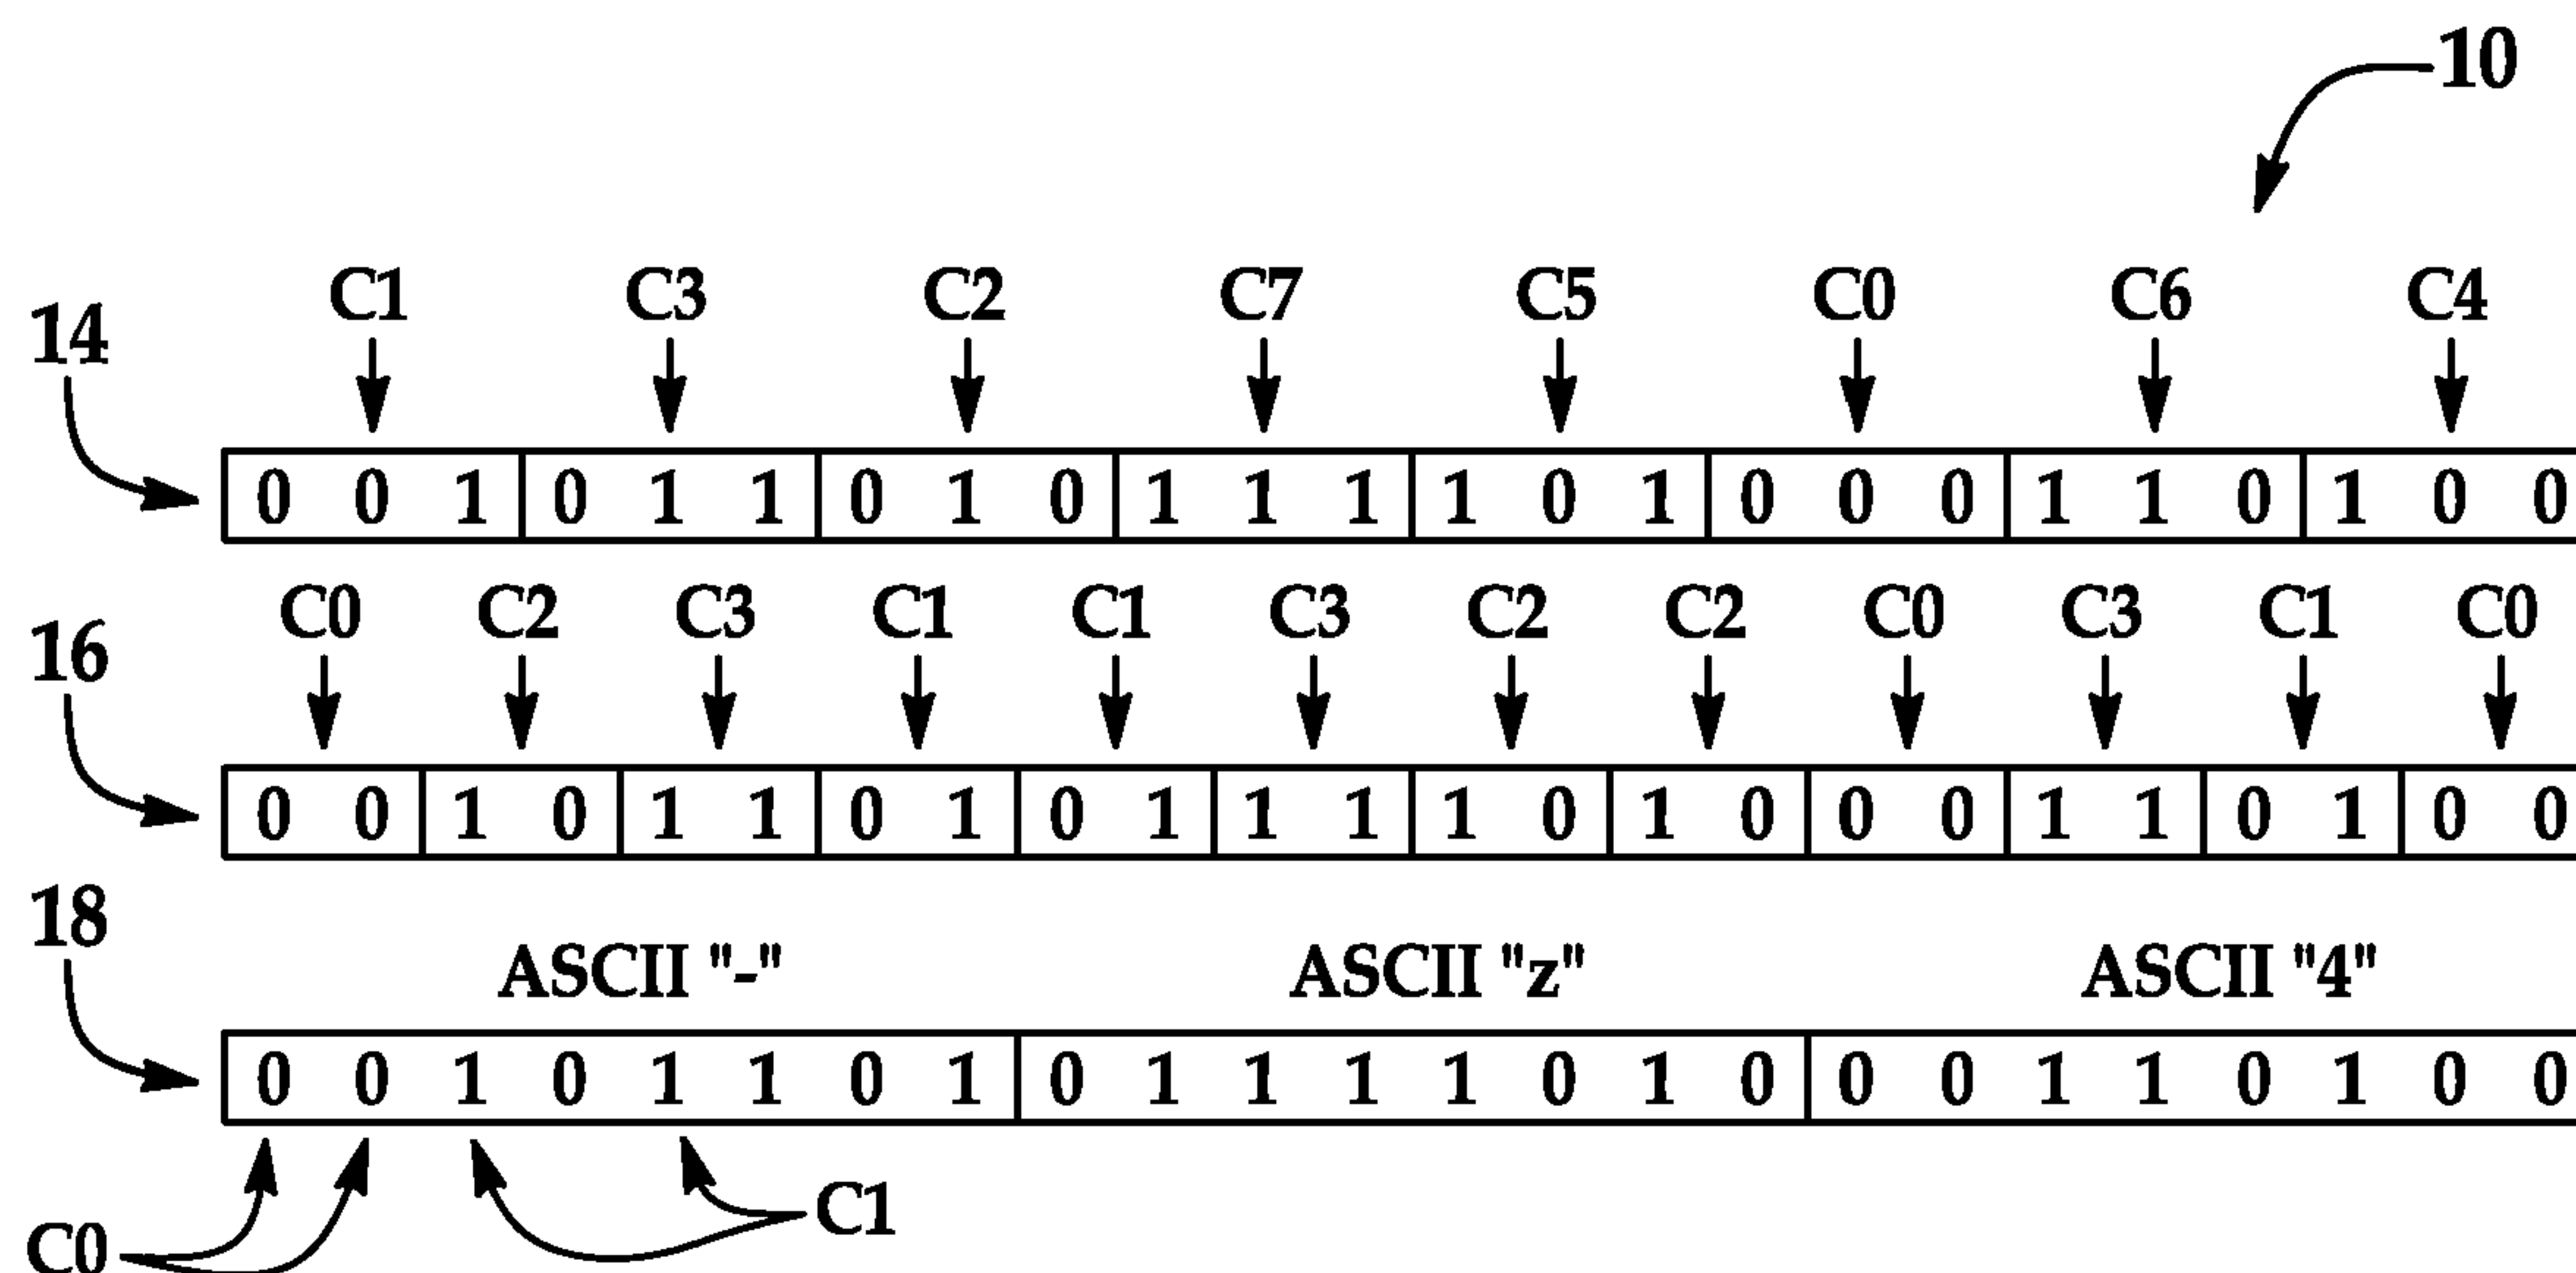 10
C1 C3 C2 C7 C5 C0 C6 C4
14
0 0 1 0 1 1 0 1 0 1 1 1 1 0 1 0 0 0 1 1 0 1 0 0
C0 C2 C3 C1 C1 C3 C2 C2 C0 C3 C1 C0
16
0 0 1 0 1 1 0 1 0 1 1 1 1 0 1 0 0 0 1 1 0 1 0 0
18
ASCII "-" ASCII "z" ASCII "4"
0 0 1 0 1 1 0 1 0 1 1 1 1 0 1 0 0 0 1 1 0 1 0 0
C1
C0